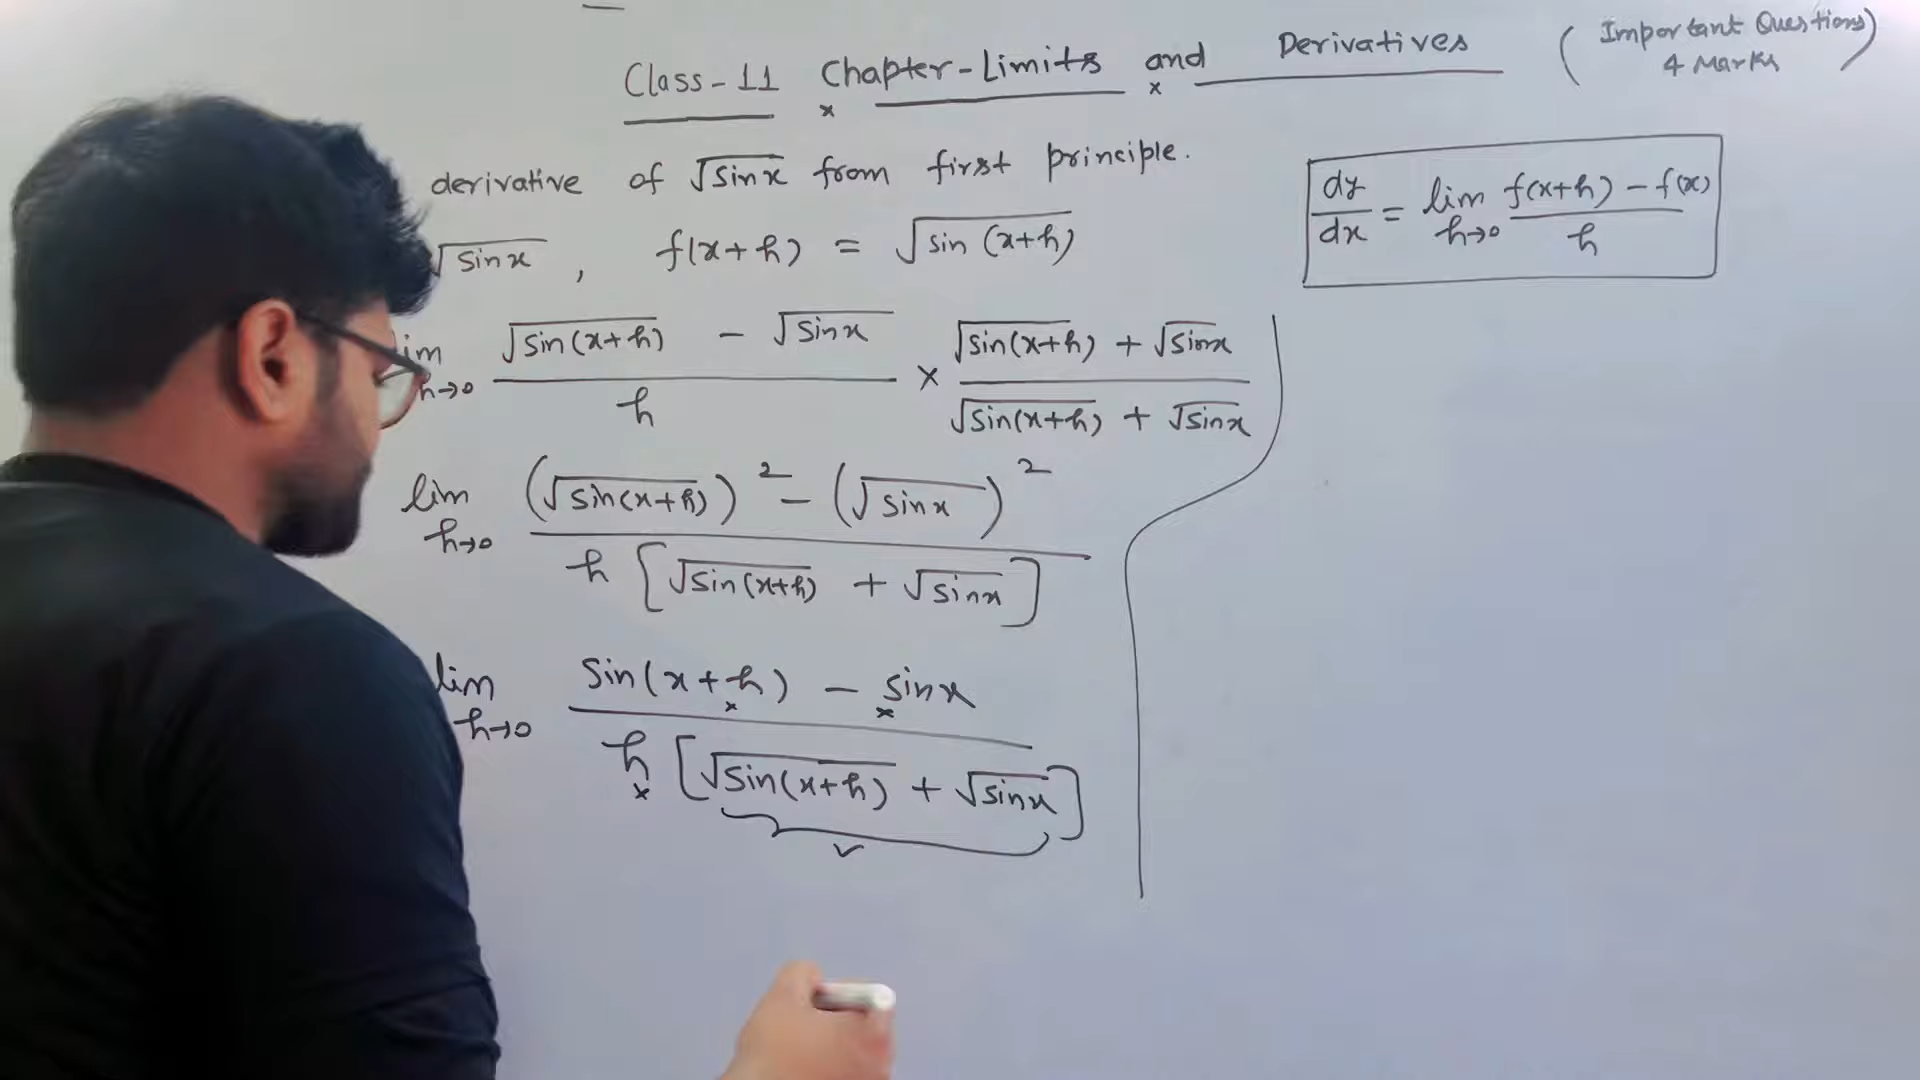 Class-11 Chapter-Limits and Derivatives (Important Questions) 4 Marks
derivative of √sinx from first principle.
dy/dx = lim h→0 f(x+h) - f(x) / h
√sinx , f(x+h) = √sin (x+h)
lim h→0 √sin(x+h) - √sinx / h × √sin(x+h) + √sinx / √sin(x+h) + √sinx
lim h→0 (√sin(x+h))² - (√sinx)² / h [√sin(x+h) + √sinx]
lim h→0 Sin(x+h) - sinx / h [√sin(x+h) + √sinx]